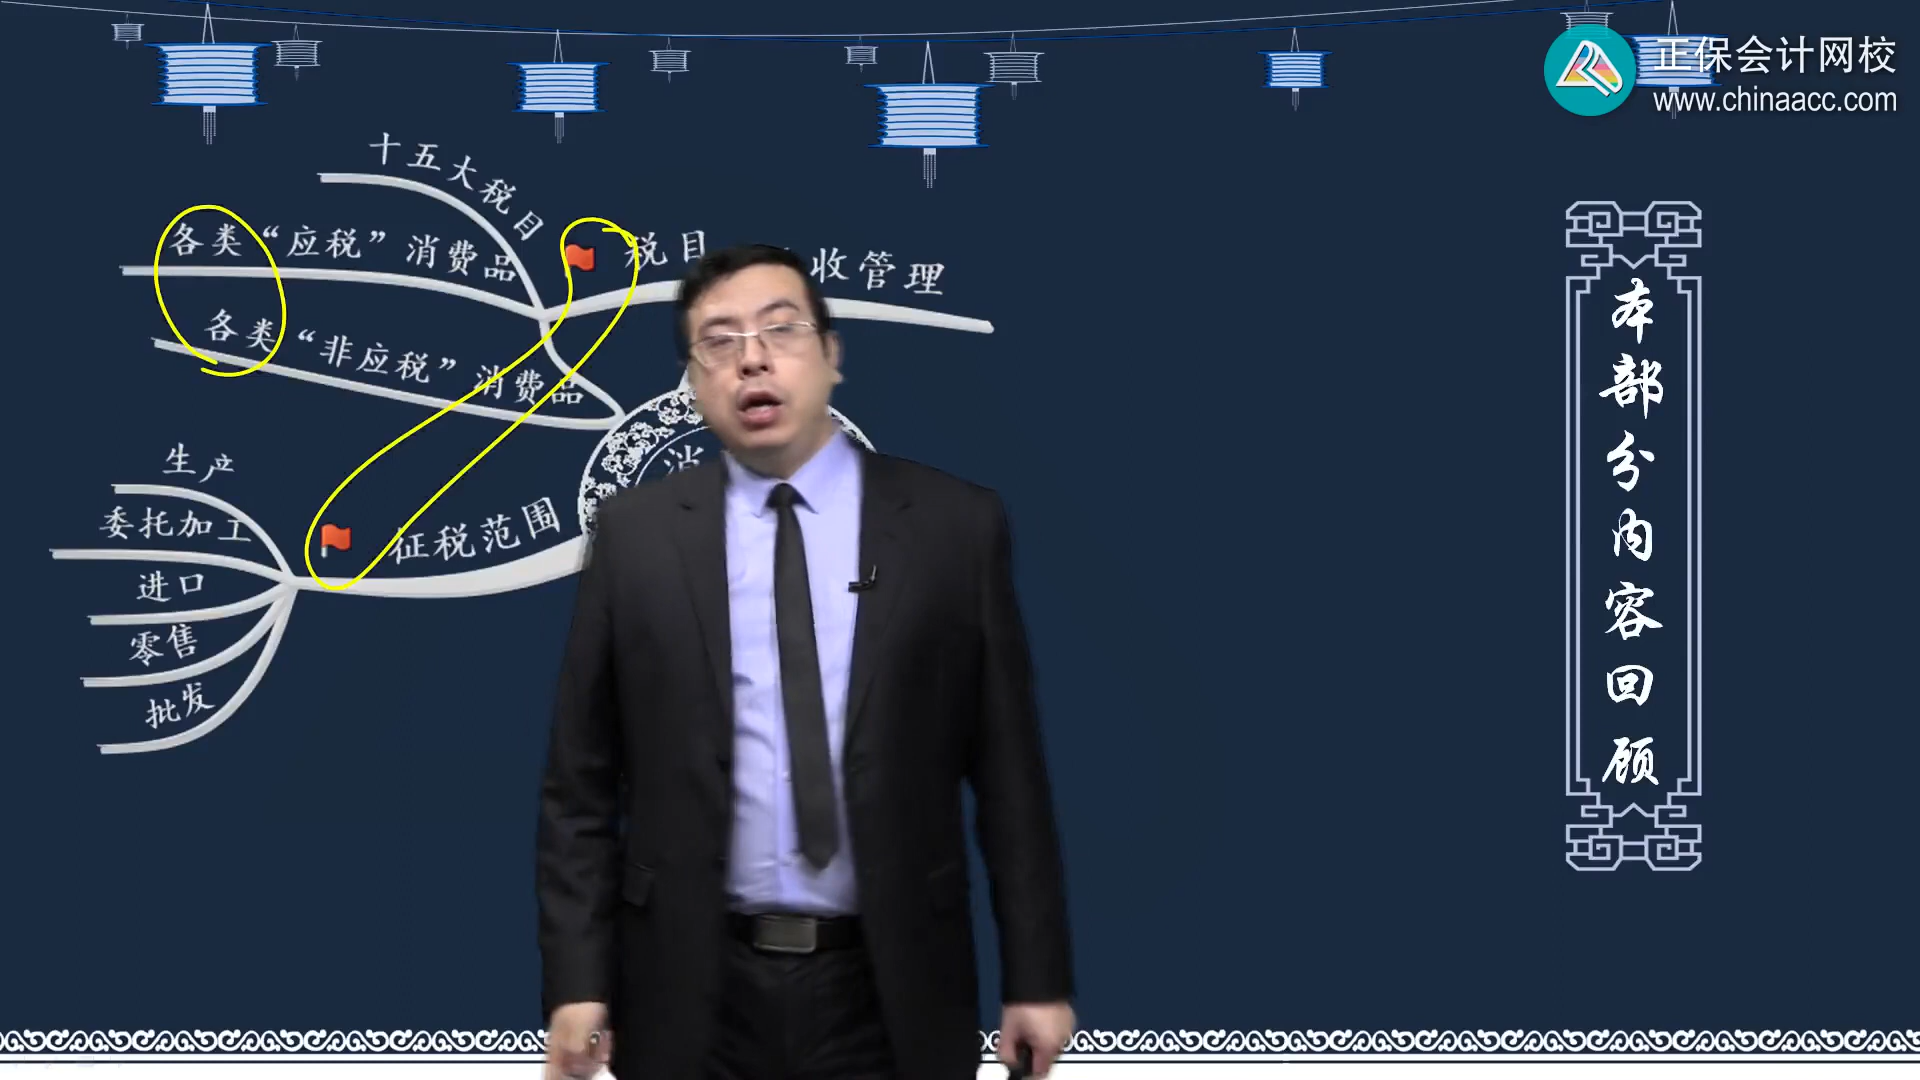 正保会计网校
www.chinaacc.com
十五大税目
各类“应税”消费品
各类“非应税”消费品
税目
收管理
征税范围
生产
委托加工
进口
零售
批发
消
本部分内容回顾